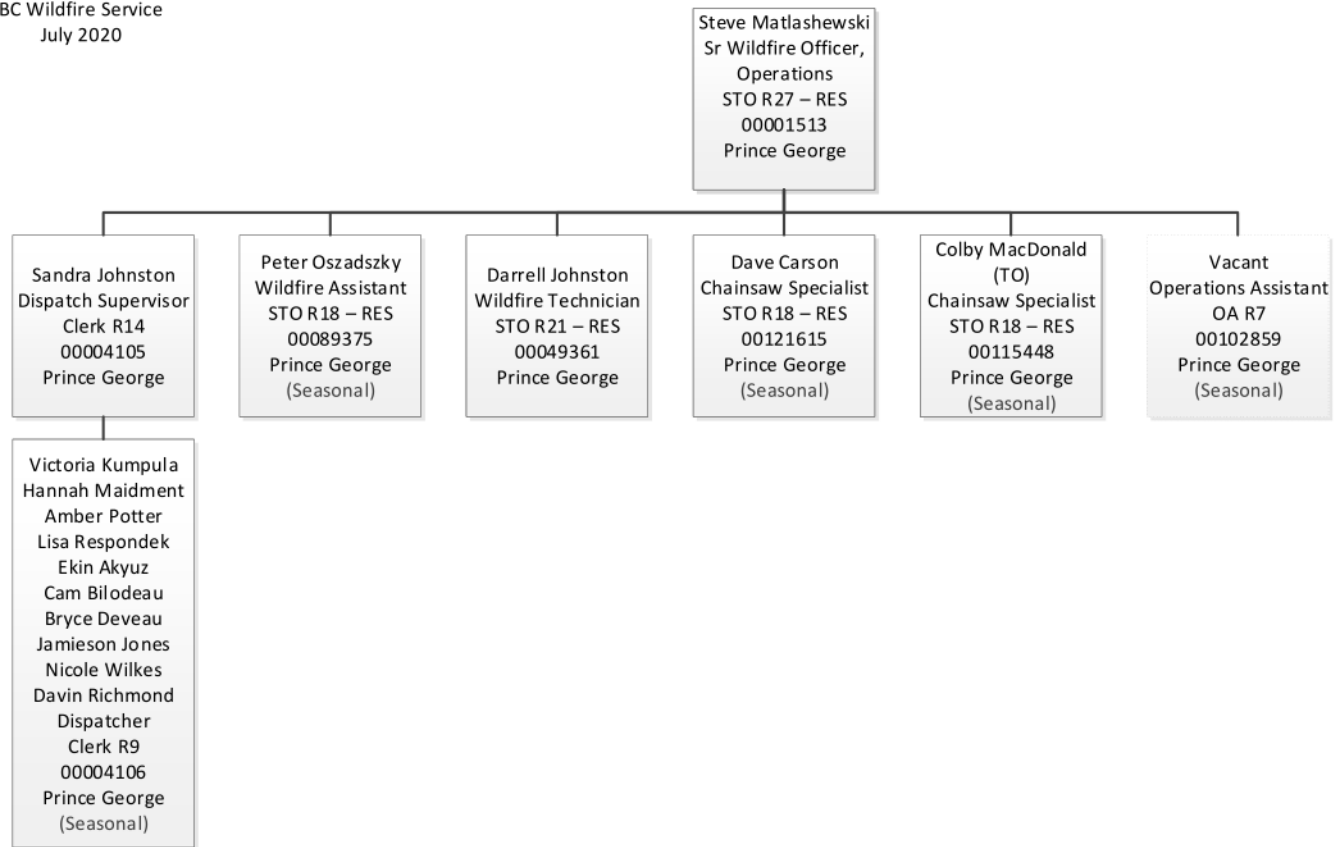 BC Wildfire Service
July 2020
Steve Matlashewski
Sr Wildfire Officer,
Operations
STO R27 – RES
00001513
Prince George
Sandra Johnston
Dispatch Supervisor
Clerk R14
00004105
Prince George
Peter Oszadszky
Wildfire Assistant
STO R18 – RES
00089375
Prince George
(Seasonal)
Darrell Johnston
Wildfire Technician
STO R21 – RES
00049361
Prince George
Dave Carson
Chainsaw Specialist
STO R18 – RES
00121615
Prince George
(Seasonal)
Colby MacDonald
(TO)
Chainsaw Specialist
STO R18 – RES
00115448
Prince George
(Seasonal)
Vacant
Operations Assistant
OA R7
00102859
Prince George
(Seasonal)
Victoria Kumpula
Hannah Maidment
Amber Potter
Lisa Respondek
Ekin Akyuz
Cam Bilodeau
Bryce Deveau
Jamieson Jones
Nicole Wilkes
Davin Richmond
Dispatcher
Clerk R9
00004106
Prince George
(Seasonal)